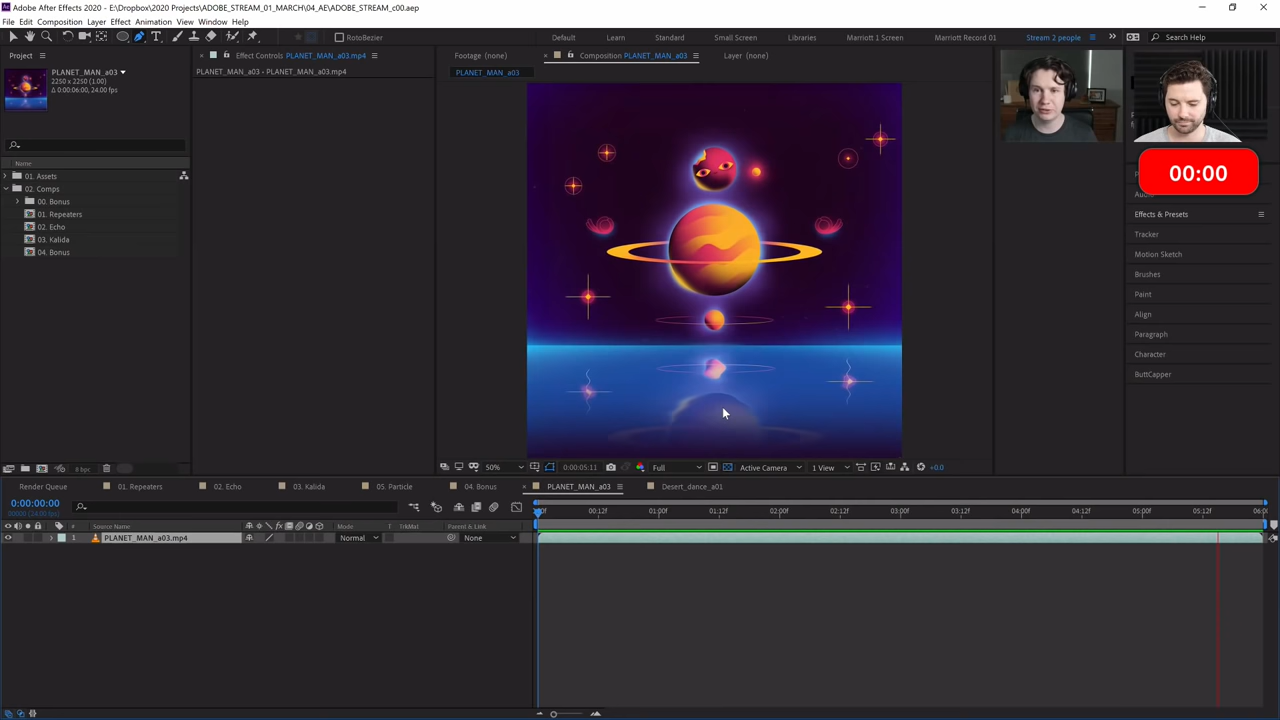 Adobe After Effects 2020 - E:\Dropbox\2020 Projects\ADOBE_STREAM_01_MARCH\04_AE\ADOBE_STREAM_c00.aep
File Edit Composition Layer Effect Animation View Window Help
RotoBezier
Default Learn Standard Small Screen Libraries Marriott 1 Screen Marriott Record 01 Stream 2 people Search Help
Project
Effect Controls PLANET_MAN_a03.mp4
Footage (none) Composition PLANET_MAN_a03 Layer (none)
PLANET_MAN_a03
2250 x 2250 (1.00)
Δ 0:00:06:00, 24.00 fps
PLANET_MAN_a03 • PLANET_MAN_a03.mp4
PLANET_MAN_a03
Name
01. Assets
02. Comps
00. Bonus
01. Repeaters
02. Echo
03. Kalida
04. Bonus
00:00
Effects & Presets
Tracker
Motion Sketch
Brushes
Paint
Align
Paragraph
Character
ButtCapper
8 bpc
50% 0:00:05:11 Full Active Camera 1 View +0.0
Render Queue 01. Repeaters 02. Echo 03. Kalida 05. Particle 04. Bonus PLANET_MAN_a03 Desert_dance_a01
0:00:00:00
00000 (24.00 fps)
00:12f 01:00f 01:12f 02:00f 02:12f 03:00f 03:12f 04:00f 04:12f 05:00f 05:12f
# Source Name Mode T TrkMat Parent & Link
1 PLANET_MAN_a03.mp4 Normal None